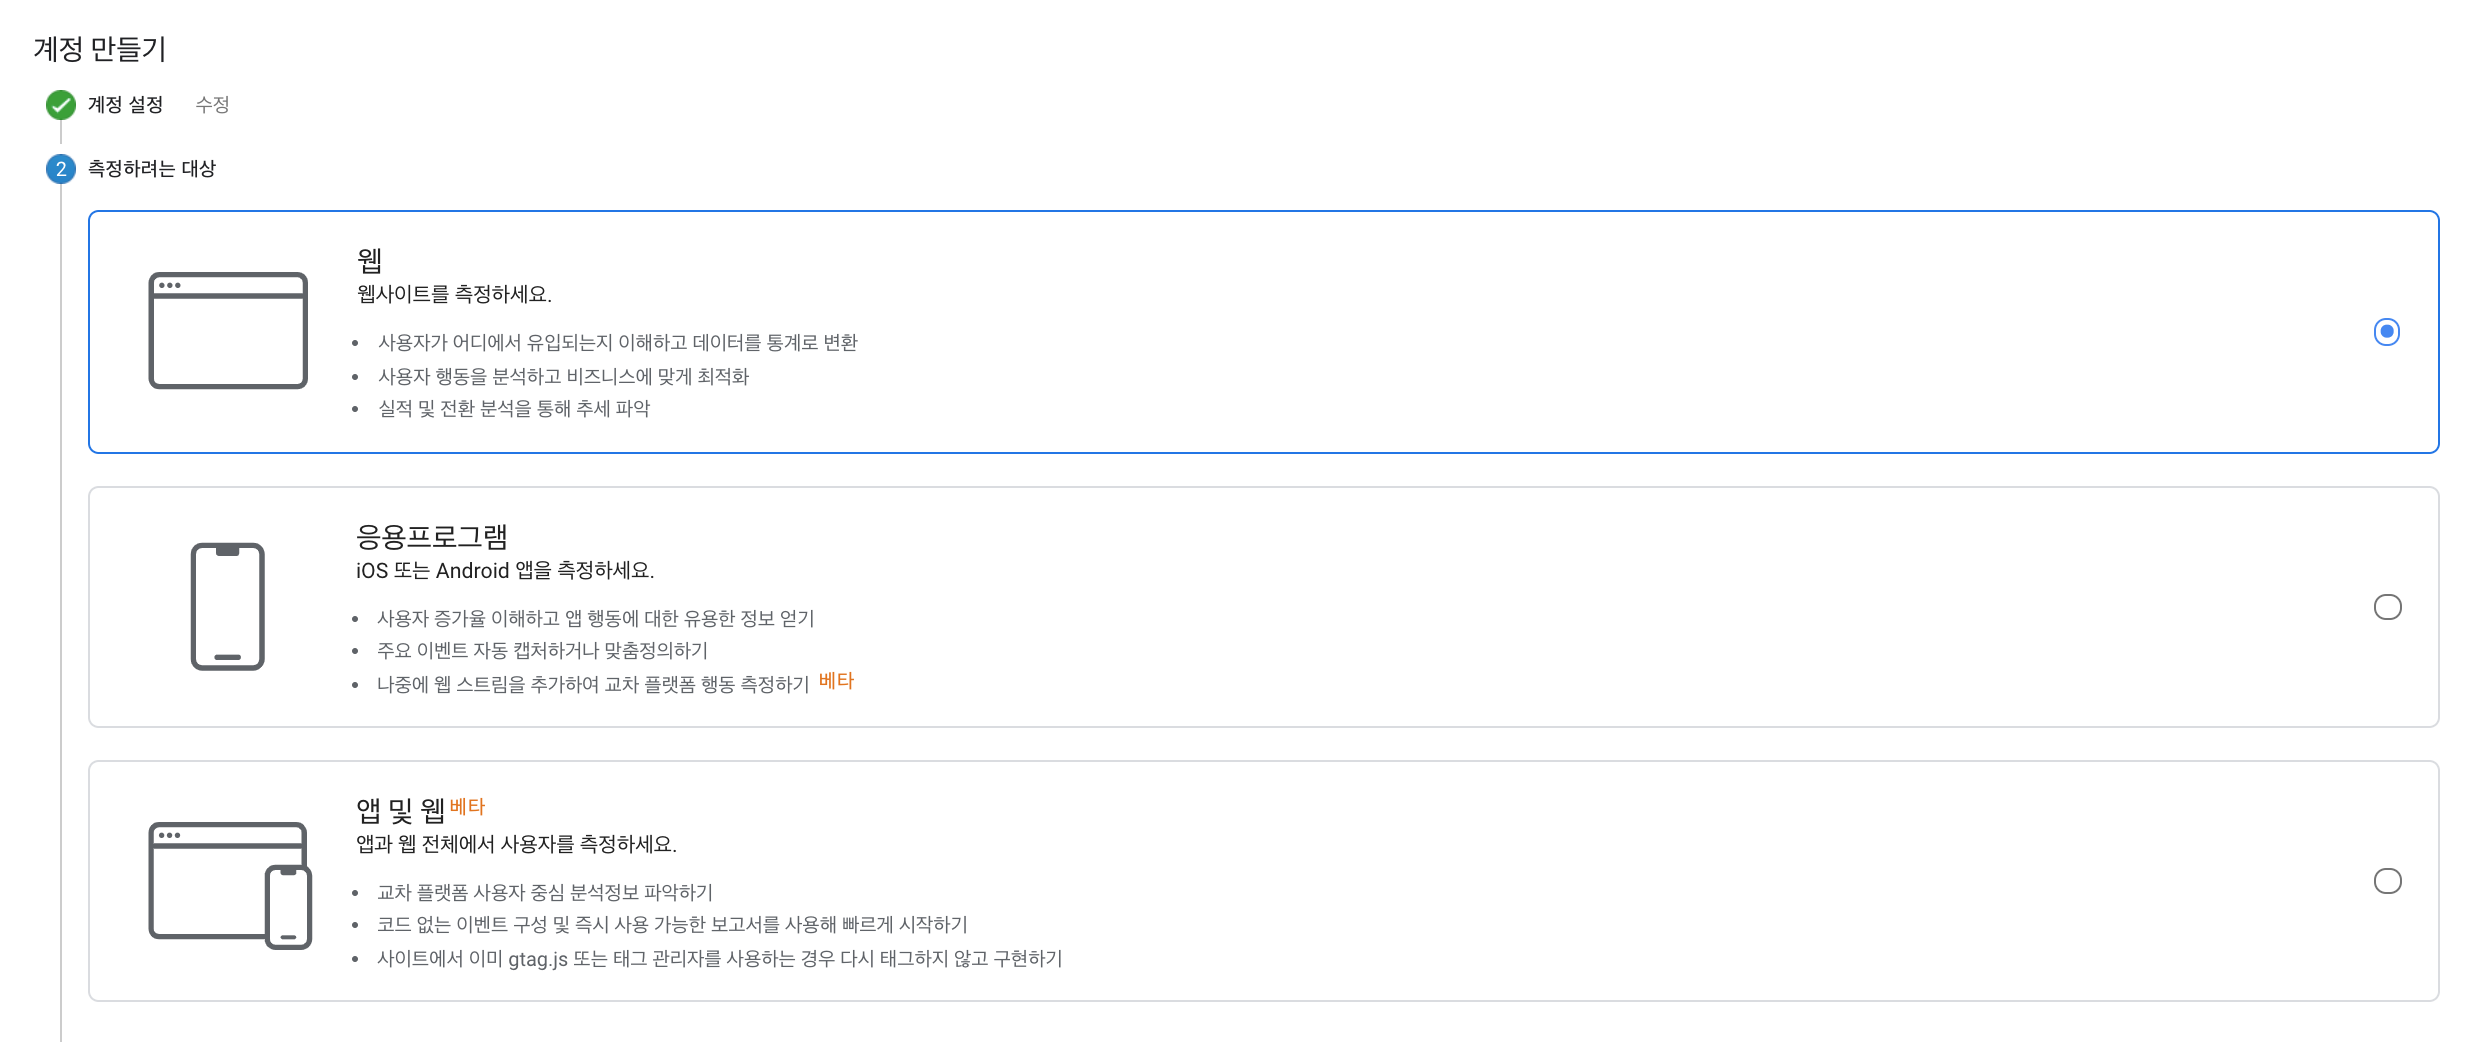 계정 만들기
계정 설정 수정
2 측정하려는 대상
웹
웹사이트를 측정하세요.
• 사용자가 어디에서 유입되는지 이해하고 데이터를 통계로 변환
• 사용자 행동을 분석하고 비즈니스에 맞게 최적화
• 실적 및 전환 분석을 통해 추세 파악
응용프로그램
iOS 또는 Android 앱을 측정하세요.
• 사용자 증가율 이해하고 앱 행동에 대한 유용한 정보 얻기
• 주요 이벤트 자동 캡처하거나 맞춤정의하기
• 나중에 웹 스트림을 추가하여 교차 플랫폼 행동 측정하기 베타
앱 및 웹 베타
앱과 웹 전체에서 사용자를 측정하세요.
• 교차 플랫폼 사용자 중심 분석정보 파악하기
• 코드 없는 이벤트 구성 및 즉시 사용 가능한 보고서를 사용해 빠르게 시작하기
• 사이트에서 이미 gtag.js 또는 태그 관리자를 사용하는 경우 다시 태그하지 않고 구현하기